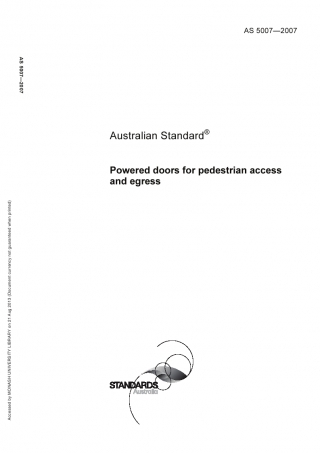 AS 5007—2007
AS 5007—2007
Australian Standard®
Powered doors for pedestrian access
and egress
Accessed by MONASH UNIVERSITY LIBRARY on 21 Aug 2010 (Document currency not guaranteed when printed)
STANDARDS
Australia